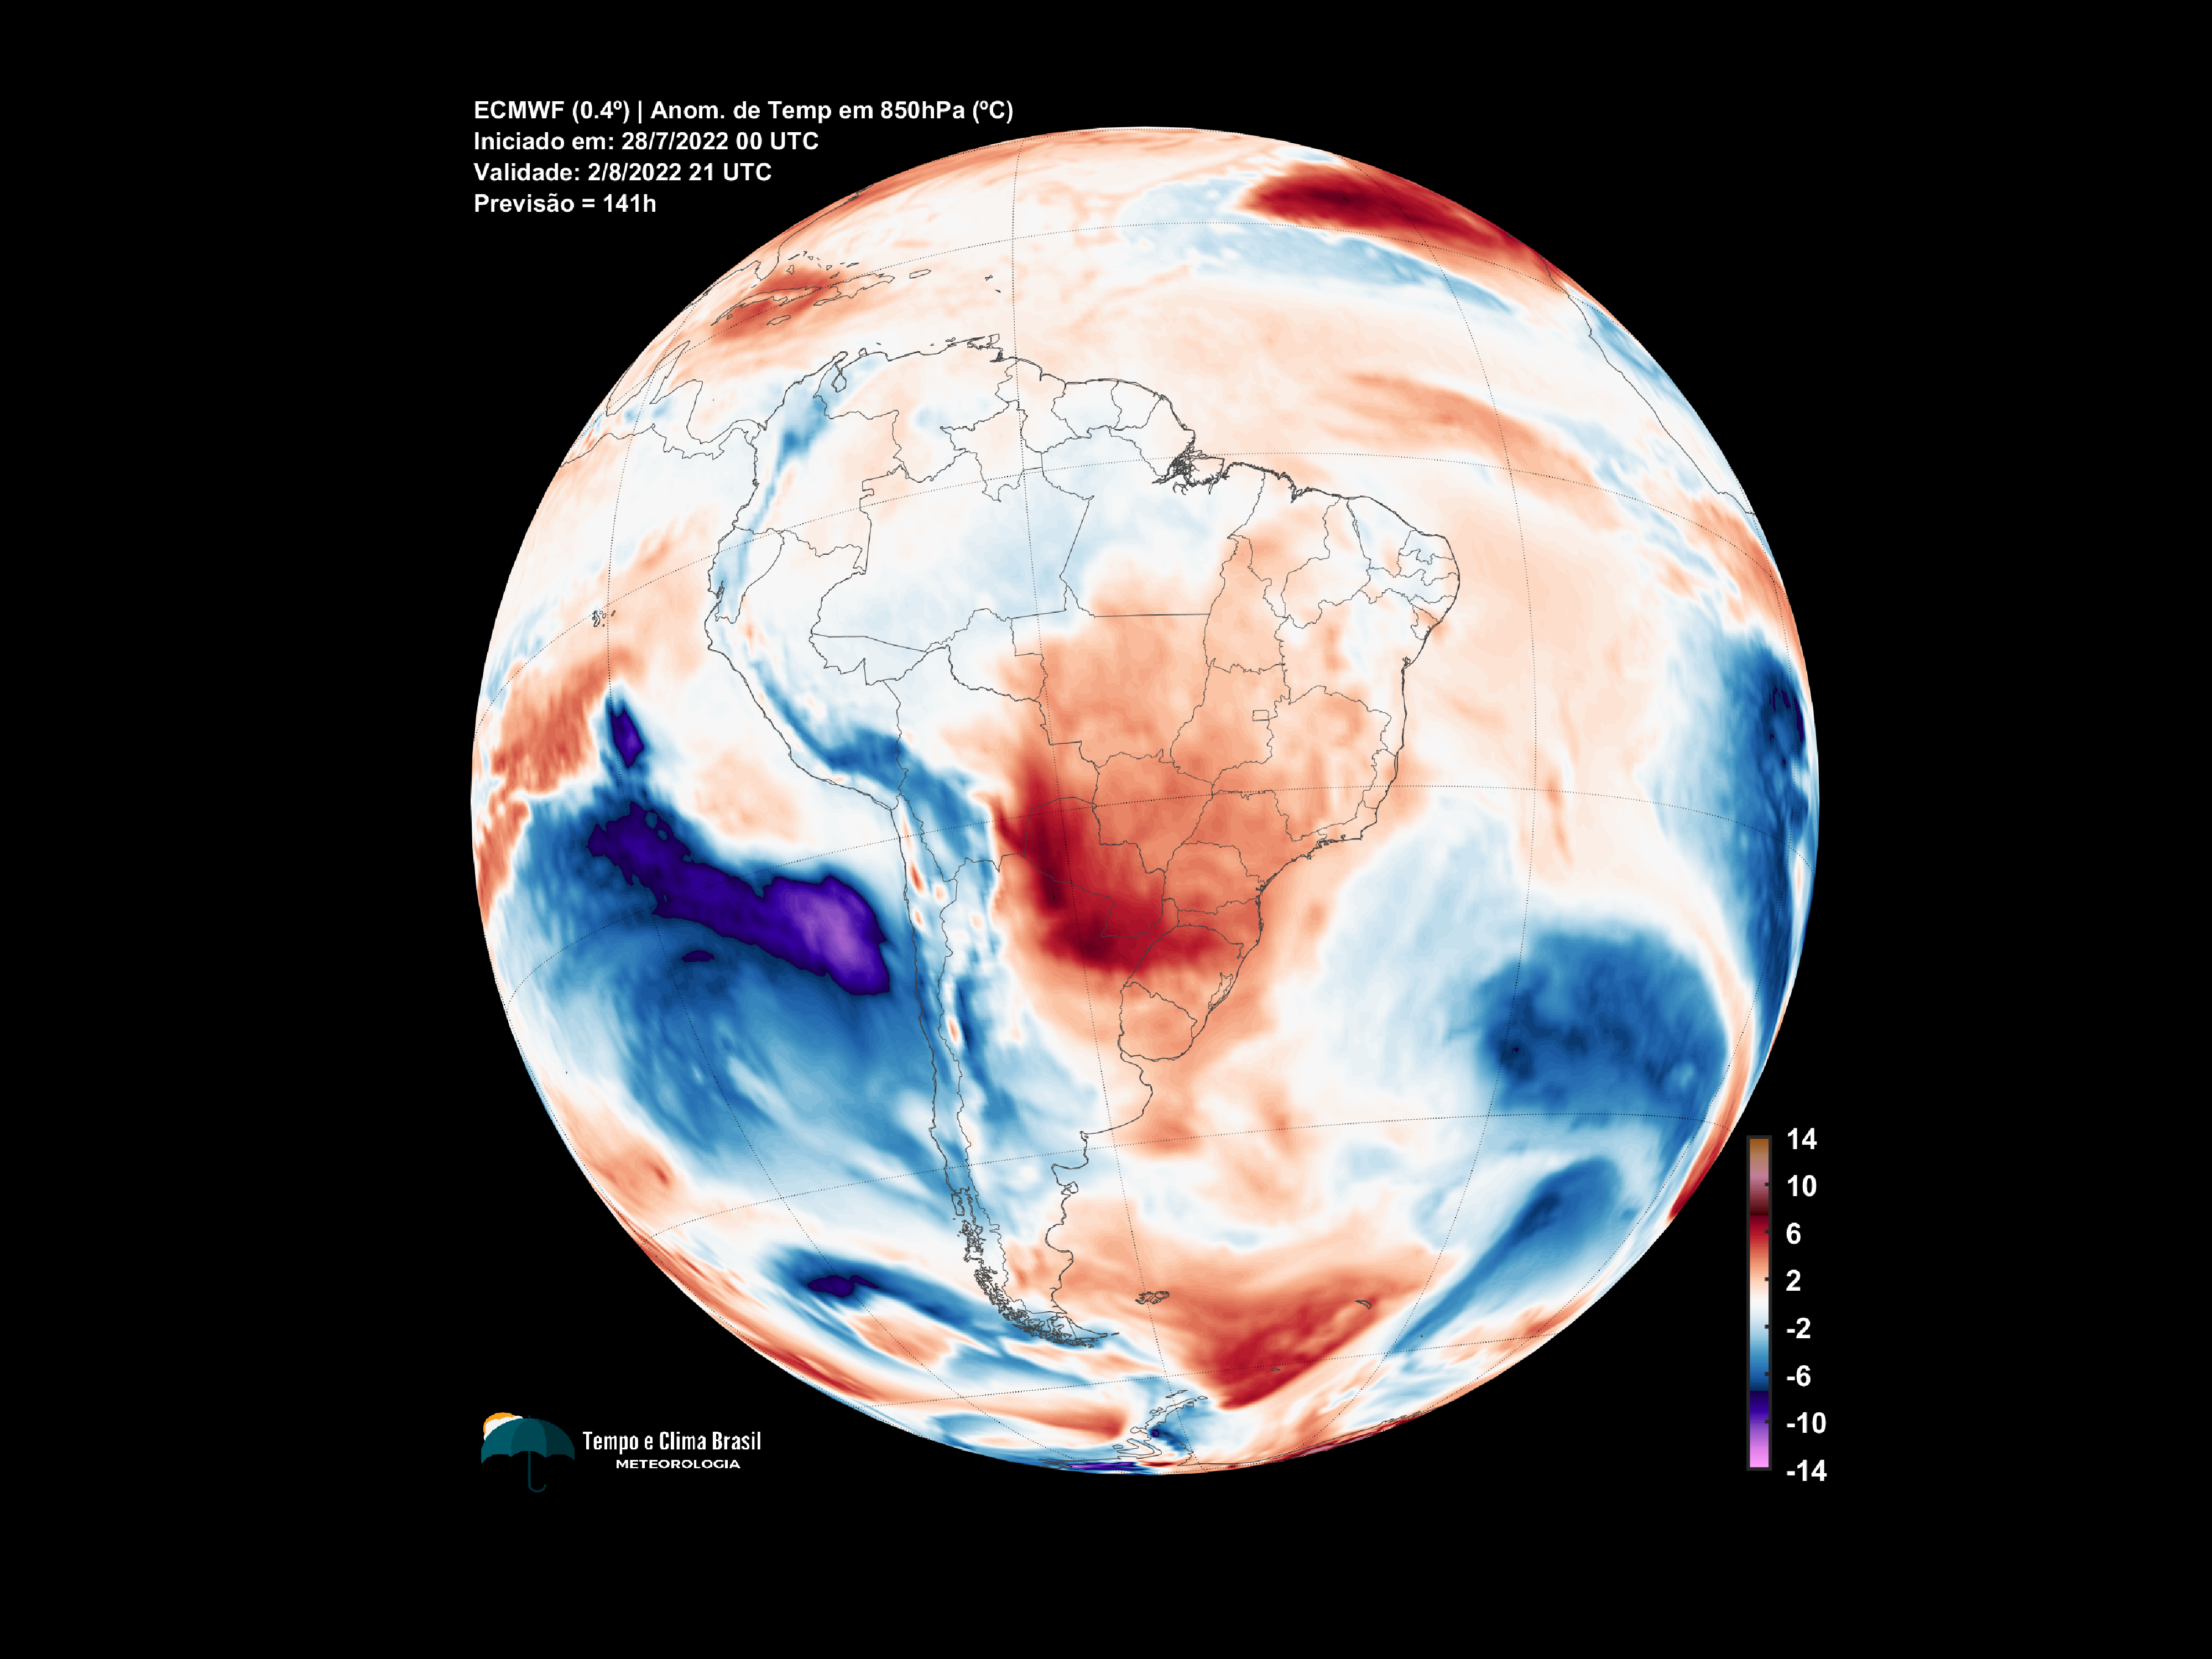 ECMWF (0.4º) | Anom. de Temp em 850hPa (ºC)
Iniciado em: 28/7/2022 00 UTC
Validade: 2/8/2022 21 UTC
Previsão = 141h
14
10
6
2
-2
-6
-10
-14
Tempo e Clima Brasil
METEOROLOGIA